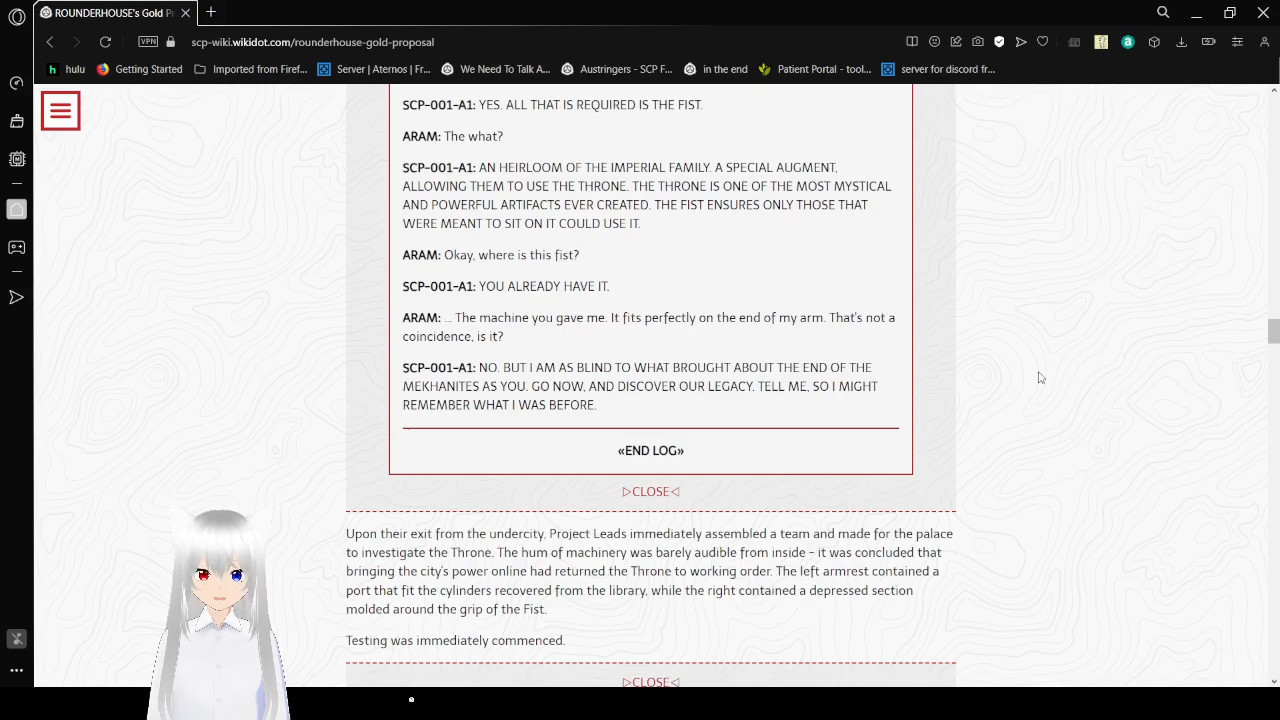 ROUNDERHOUSE's Gold P
scp-wiki.wikidot.com/rounderhouse-gold-proposal
VPN
hulu
Getting Started
Imported from Firef...
Server | Aternos | Fr...
We Need To Talk A...
Austringers - SCP F...
in the end
Patient Portal - tool...
server for discord fr...
SCP-001-A1: YES. ALL THAT IS REQUIRED IS THE FIST.
ARAM: The what?
SCP-001-A1: AN HEIRLOOM OF THE IMPERIAL FAMILY. A SPECIAL AUGMENT,
ALLOWING THEM TO USE THE THRONE. THE THRONE IS ONE OF THE MOST MYSTICAL
AND POWERFUL ARTIFACTS EVER CREATED. THE FIST ENSURES ONLY THOSE THAT
WERE MEANT TO SIT ON IT COULD USE IT.
ARAM: Okay, where is this fist?
SCP-001-A1: YOU ALREADY HAVE IT.
ARAM: ... The machine you gave me. It fits perfectly on the end of my arm. That's not a
coincidence, is it?
SCP-001-A1: NO. BUT I AM AS BLIND TO WHAT BROUGHT ABOUT THE END OF THE
MEKHANITES AS YOU. GO NOW, AND DISCOVER OUR LEGACY. TELL ME, SO I MIGHT
REMEMBER WHAT I WAS BEFORE.
«END LOG»
▷CLOSE◁
Upon their exit from the undercity, Project Leads immediately assembled a team and made for the palace
to investigate the Throne. The hum of machinery was barely audible from inside - it was concluded that
bringing the city's power online had returned the Throne to working order. The left armrest contained a
port that fit the cylinders recovered from the library, while the right contained a depressed section
molded around the grip of the Fist.
Testing was immediately commenced.
▷CLOSE◁